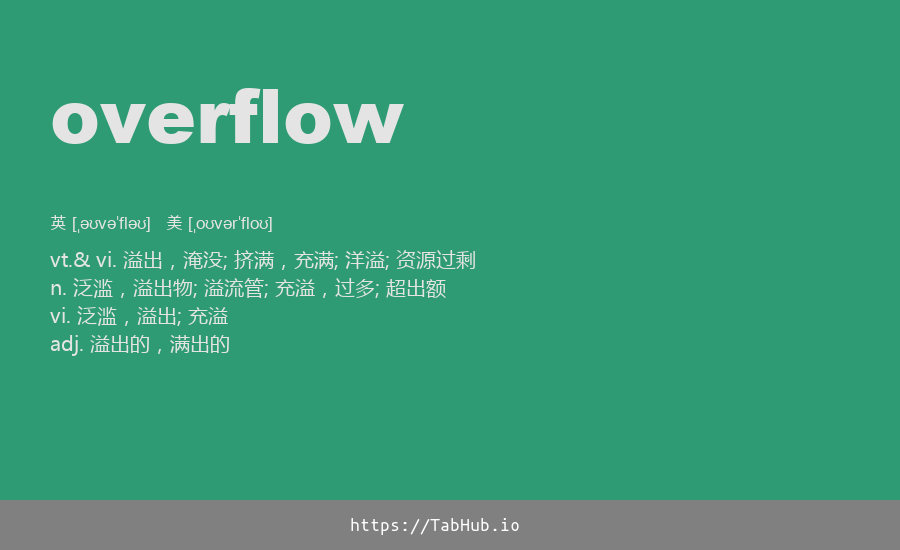 overflow
英 [ˌəʊvəˈfləʊ] 美 [ˌoʊvərˈfloʊ]
vt.& vi. 溢出，淹没; 挤满，充满; 洋溢; 资源过剩
n. 泛滥，溢出物; 溢流管; 充溢，过多; 超出额
vi. 泛滥，溢出; 充溢
adj. 溢出的，满出的
https://TabHub.io